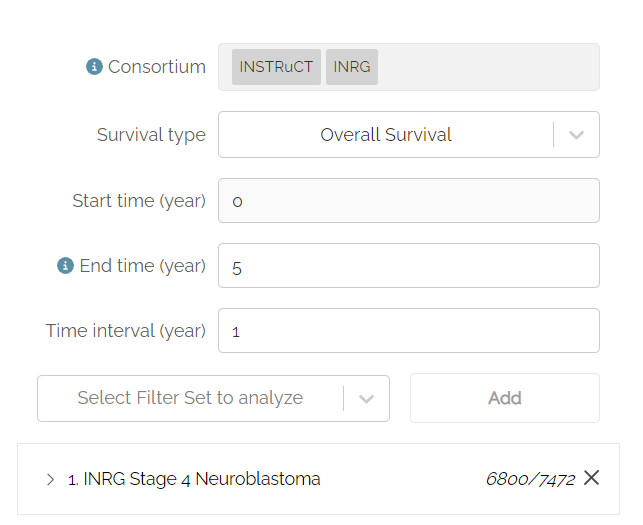 Consortium INSTRuCT INRG
Survival type Overall Survival
Start time (year) 0
End time (year) 5
Time interval (year) 1
Select Filter Set to analyze Add
1. INRG Stage 4 Neuroblastoma 6800/7472